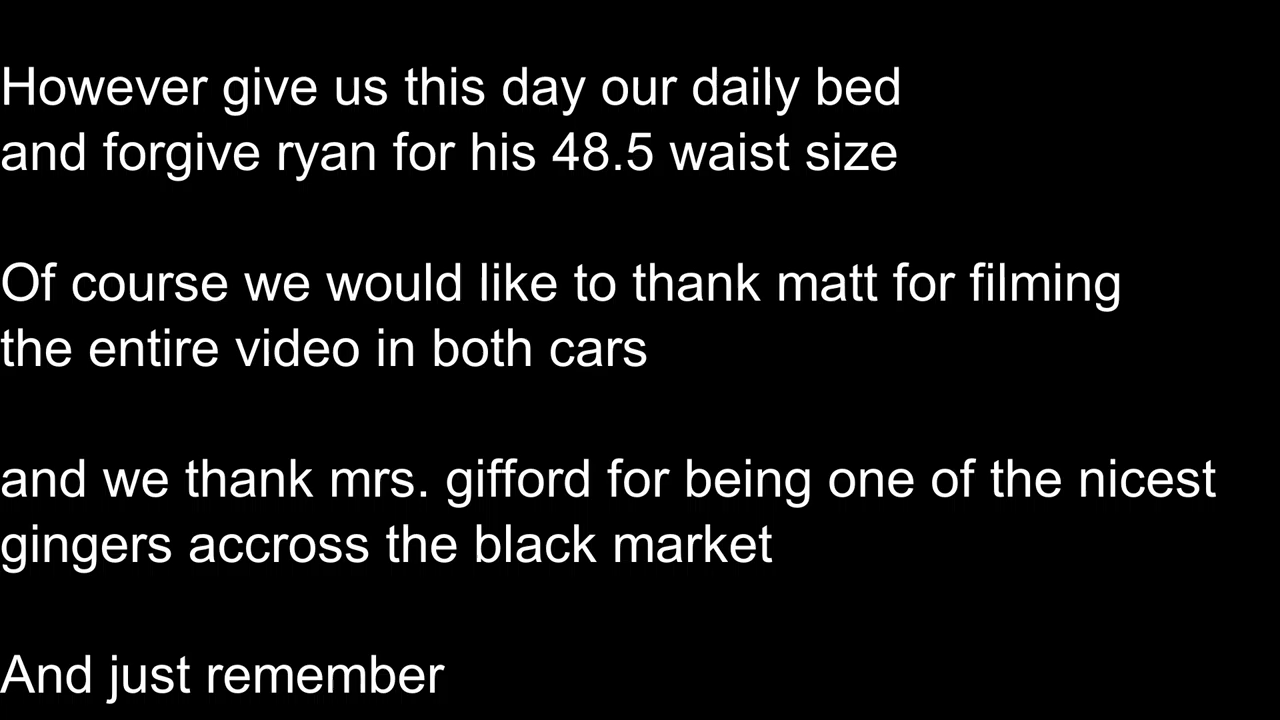 However give us this day our daily bed
and forgive ryan for his 48.5 waist size
Of course we would like to thank matt for filming
the entire video in both cars
and we thank mrs. gifford for being one of the nicest
gingers accross the black market
And just remember